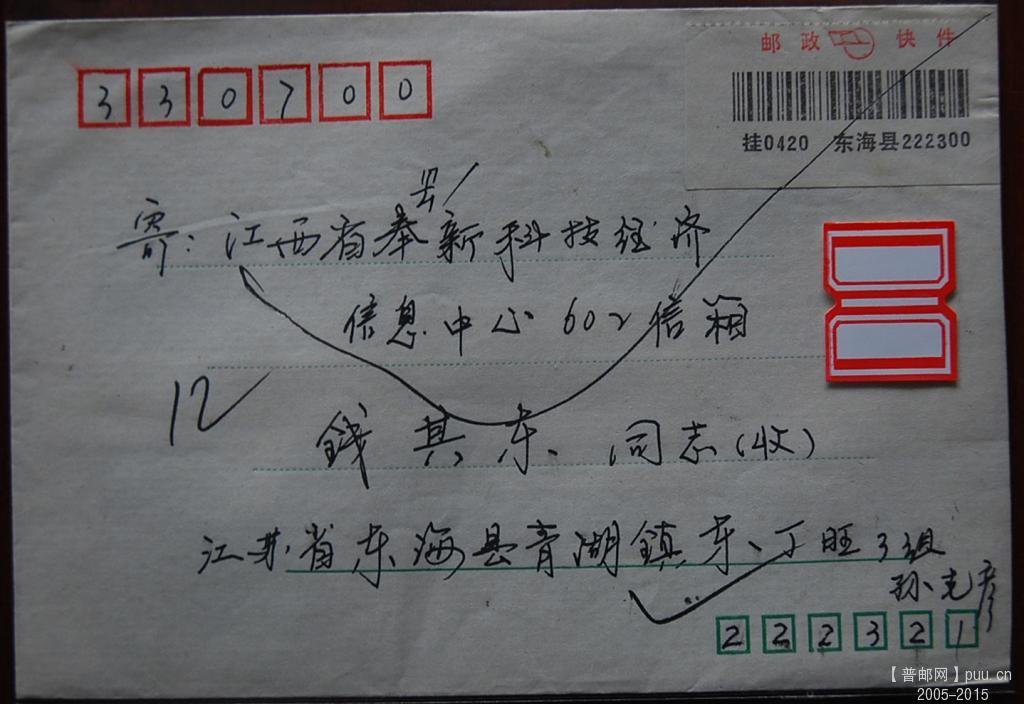 邮政 快件
挂0420 东海县222300
330700
寄：江西省奉新县科技经济
信息中心602信箱
12
錢其东 同志（收）
江苏省东海县青湖鎮东丁旺3组
孙克彦
222321
【普邮网】puu.cn
2005-2015